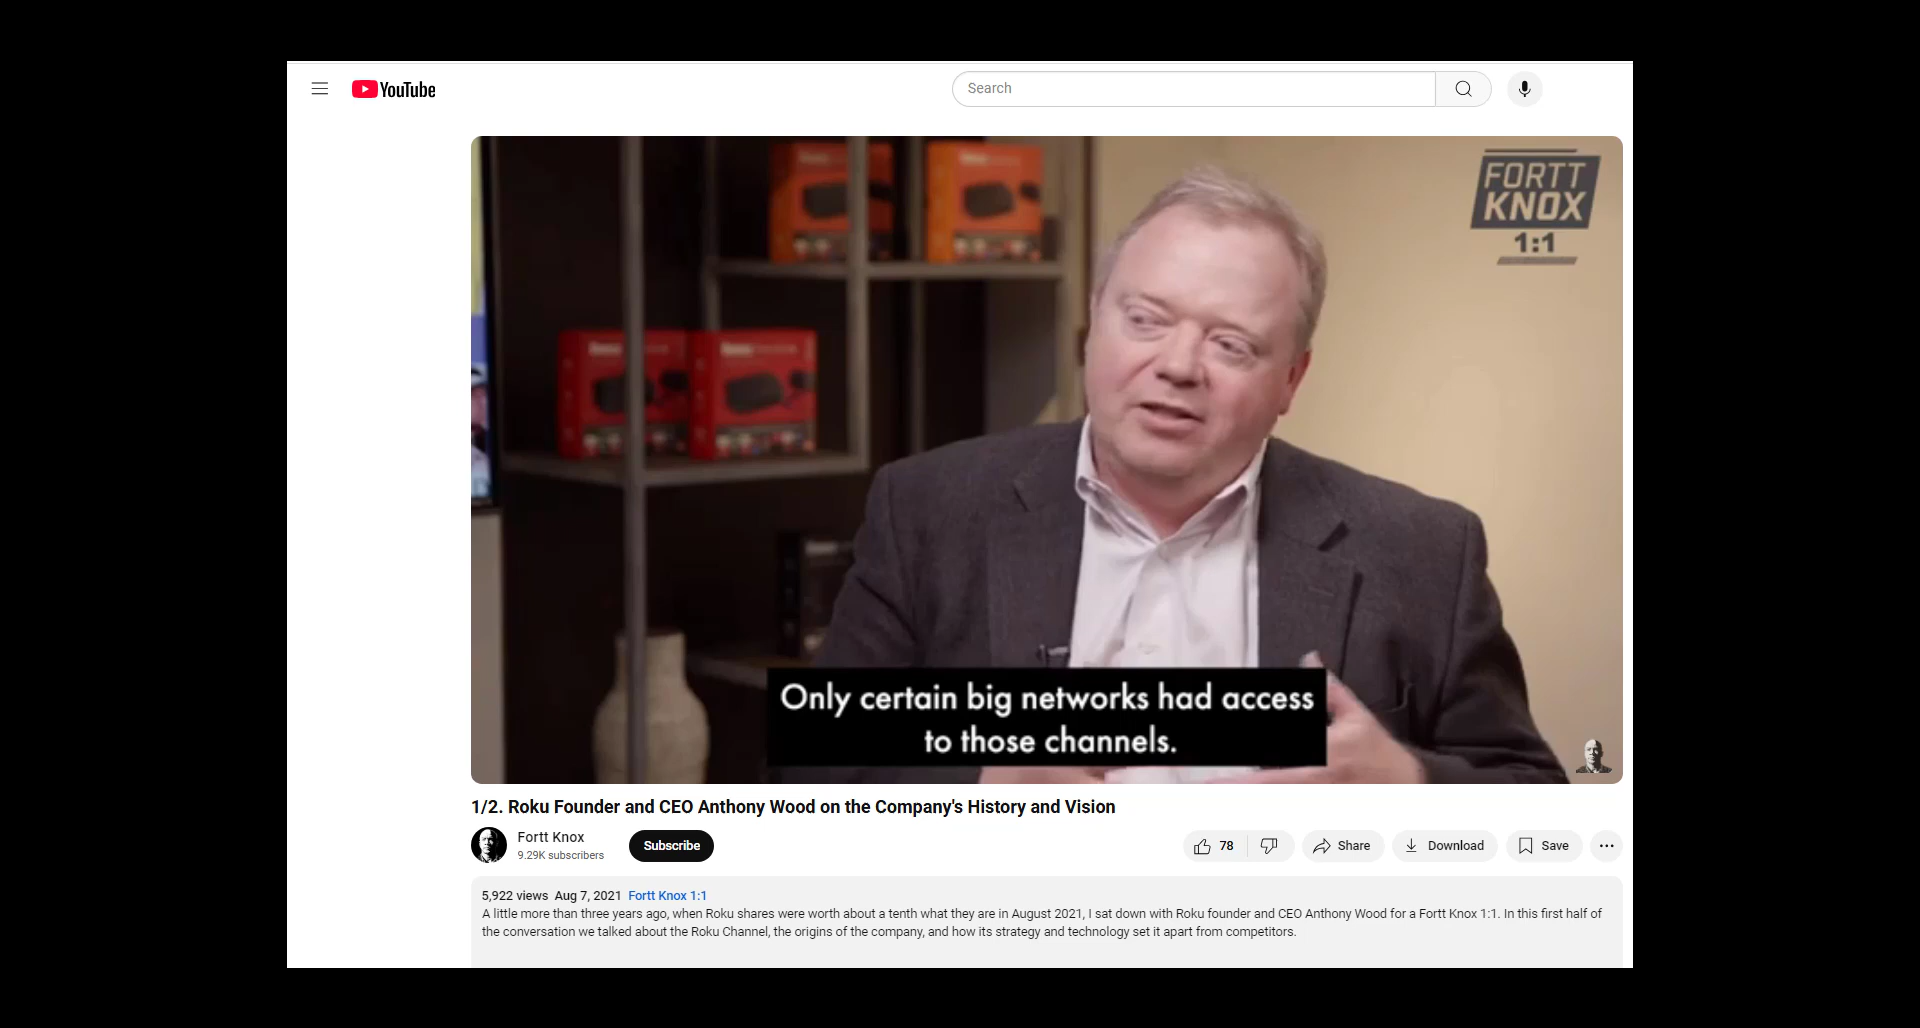 YouTube
Search
FORTT
KNOX
1:1
Only certain big networks had access
to those channels.
1/2. Roku Founder and CEO Anthony Wood on the Company's History and Vision
Fortt Knox
9.29K subscribers
Subscribe
78
Share
Download
Save
5,922 views Aug 7, 2021 Fortt Knox 1:1
A little more than three years ago, when Roku shares were worth about a tenth what they are in August 2021, I sat down with Roku founder and CEO Anthony Wood for a Fortt Knox 1:1. In this first half of
the conversation we talked about the Roku Channel, the origins of the company, and how its strategy and technology set it apart from competitors.